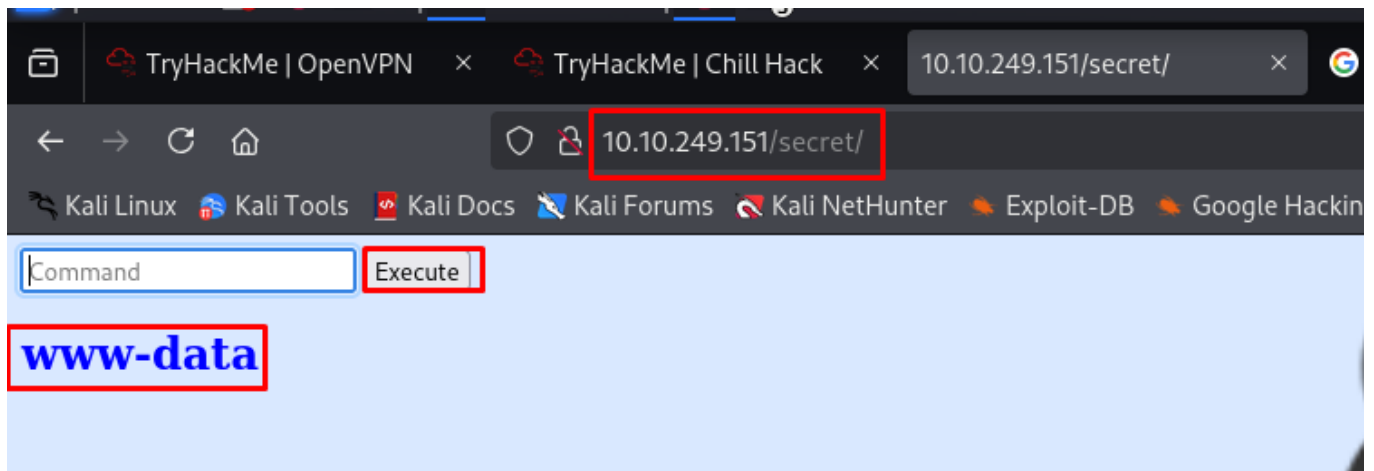 TryHackMe | OpenVPN
TryHackMe | Chill Hack
10.10.249.151/secret/
10.10.249.151/secret/
Kali Linux Kali Tools Kali Docs Kali Forums Kali NetHunter Exploit-DB Google Hackin
Command Execute
www-data